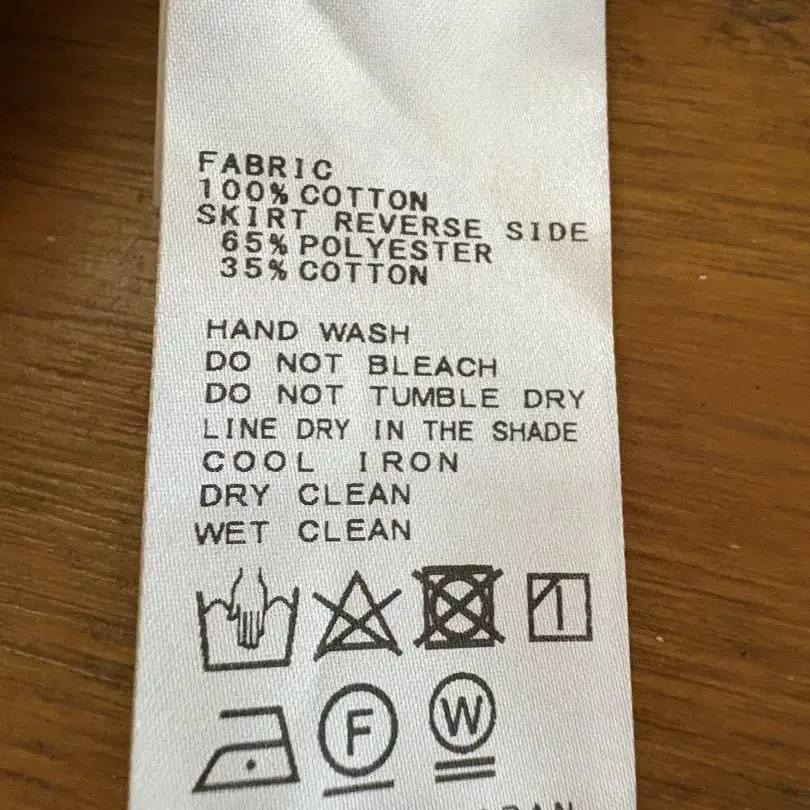 FABRIC
100% COTTON
SKIRT REVERSE SIDE
65% POLYESTER
35% COTTON
HAND WASH
DO NOT BLEACH
DO NOT TUMBLE DRY
LINE DRY IN THE SHADE
COOL IRON
DRY CLEAN
WET CLEAN
F W